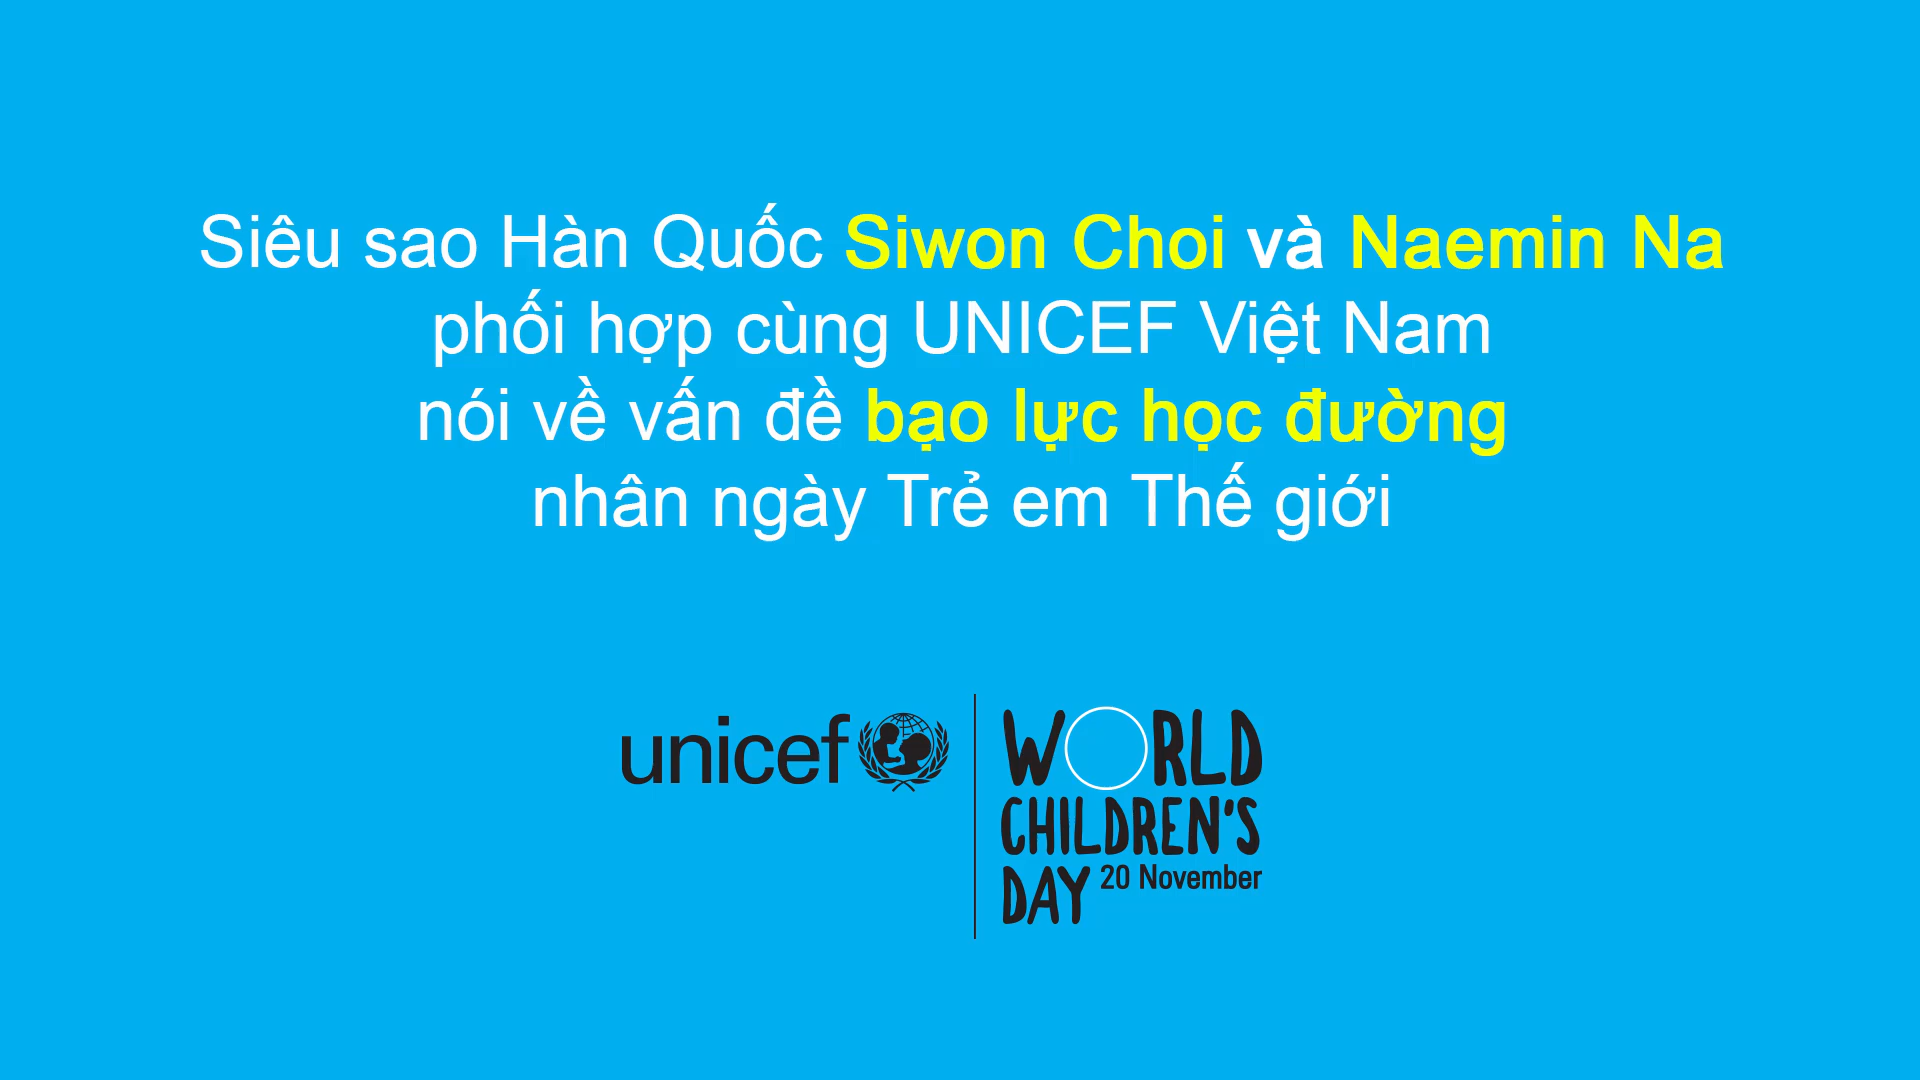 Siêu sao Hàn Quốc Siwon Choi và Naemin Na
phối hợp cùng UNICEF Việt Nam
nói về vấn đề bạo lực học đường
nhân ngày Trẻ em Thế giới
unicef
WORLD
CHILDREN'S
DAY 20 November